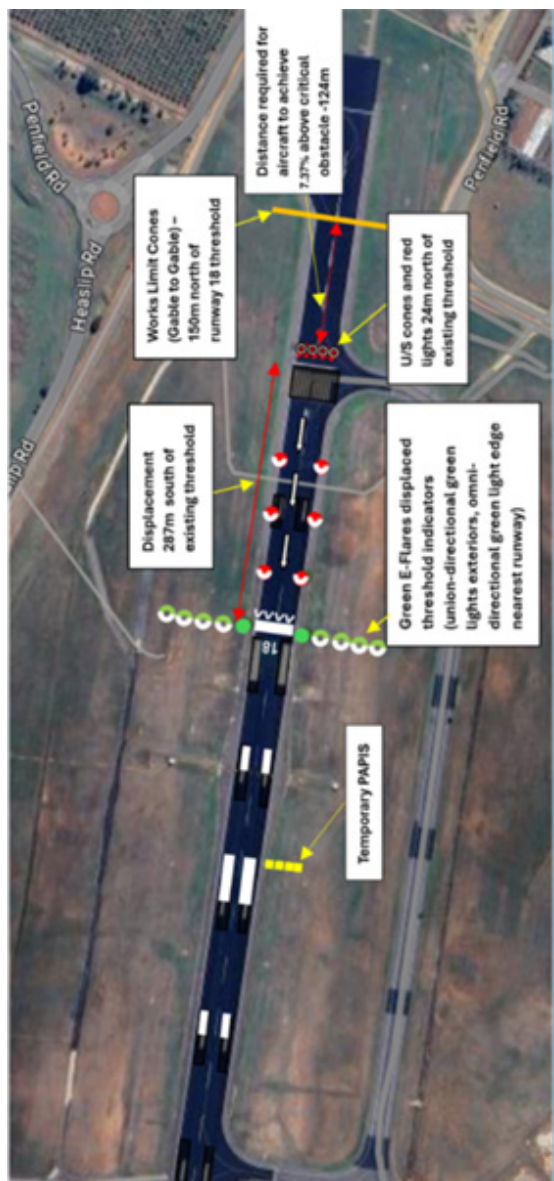 Penfield Rd
Heaslip Rd
lip Rd
Works Limit Cones
(Gable to Gable) –
150m north of
runway 18 threshold
Distance required for
aircraft to achieve
7.37% above critical
obstacle -124m
Penfield Rd
Displacement
287m south of
existing threshold
U/S cones and red
lights 24m north of
existing threshold
18
Green E-Flares displaced
threshold indicators
(union-directional green
lights exteriors, omni-
directional green light edge
nearest runway)
Temporary PAPIS